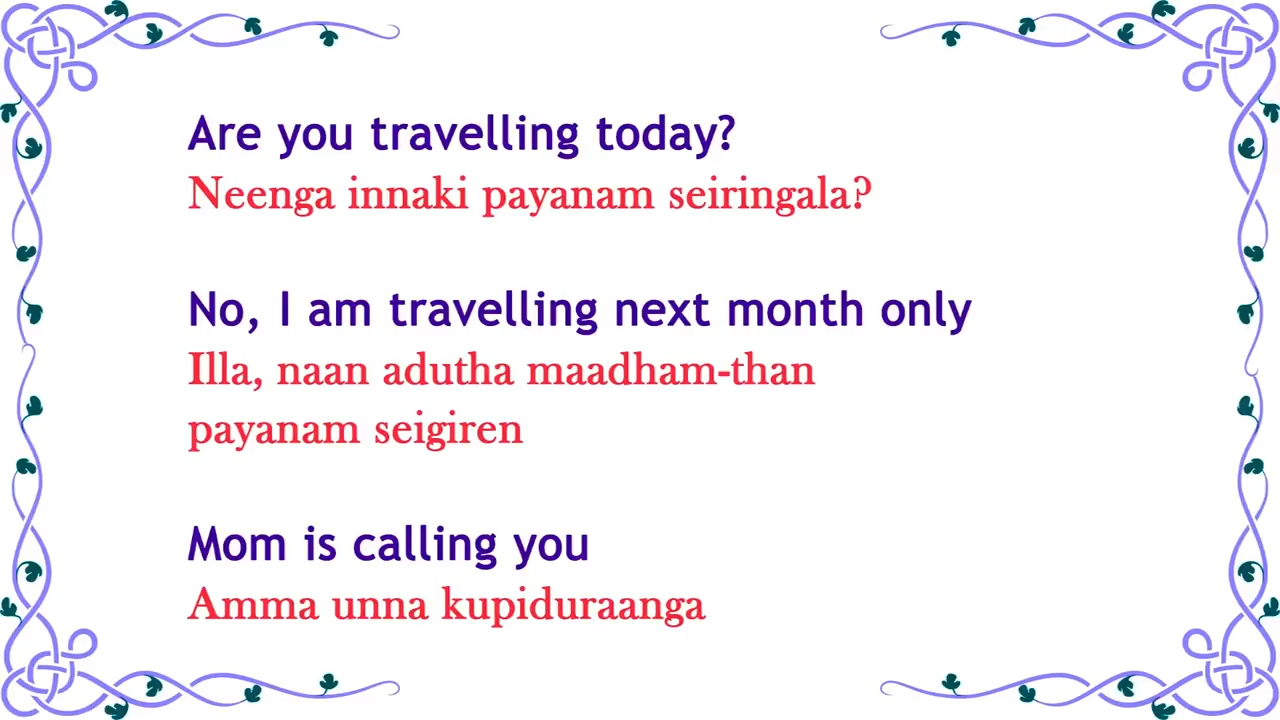 Are you travelling today?
Neenga innaki payanam seiringala?
No, I am travelling next month only
Illa, naan adutha maadham-than
payanam seigiren
Mom is calling you
Amma unna kupiduraanga